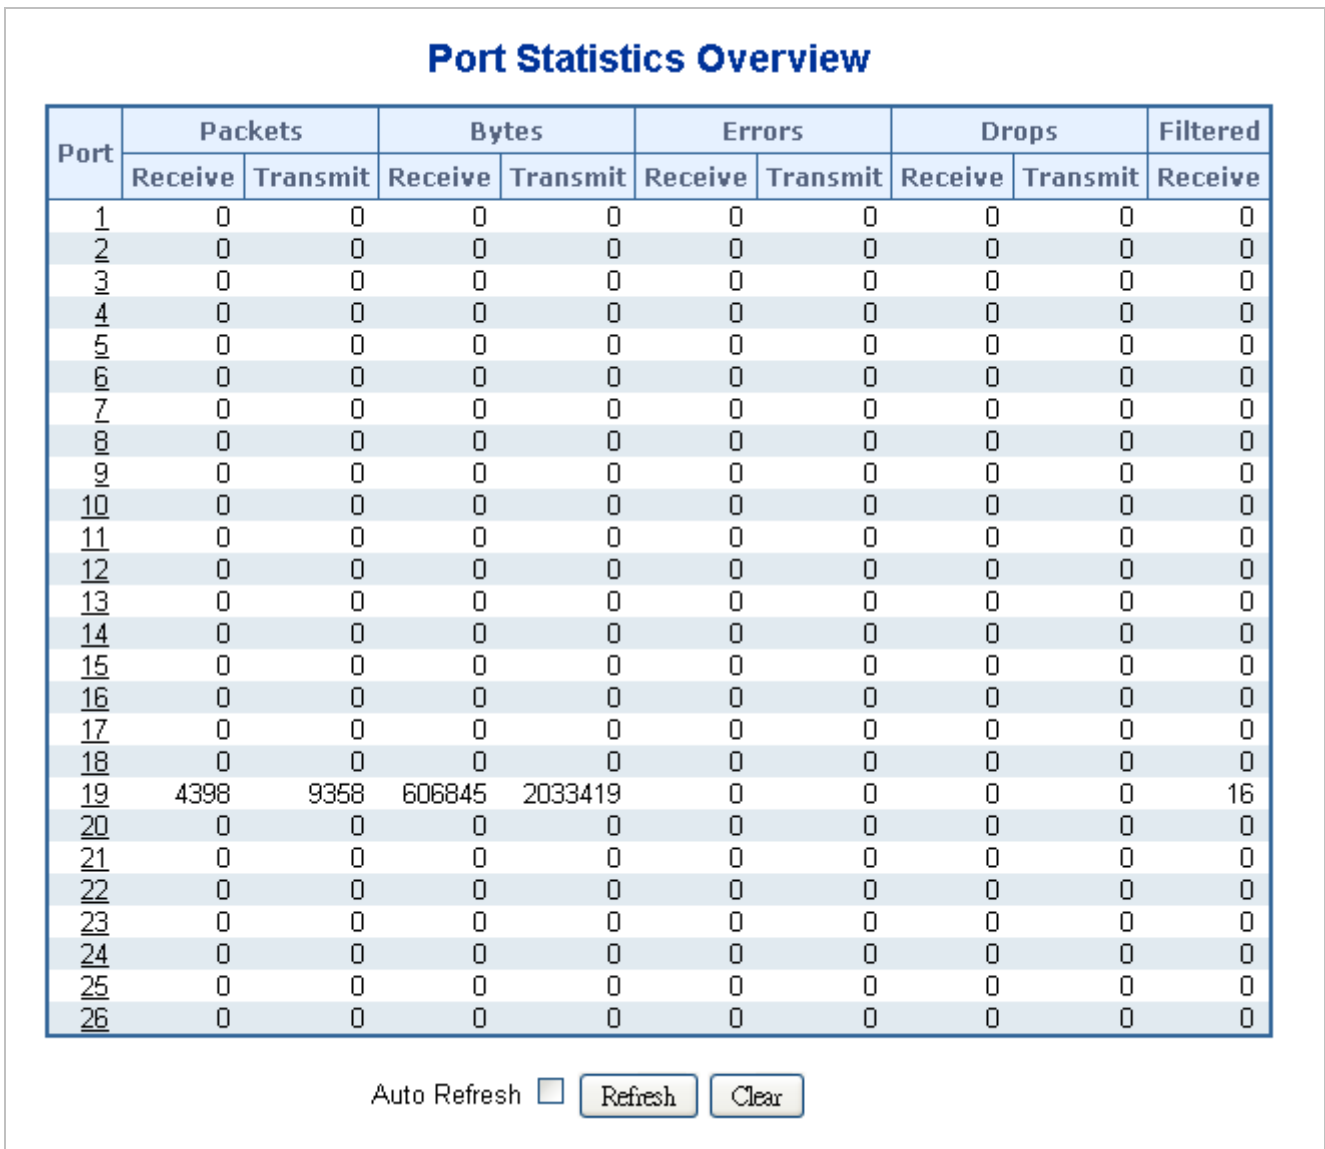 Port Statistics Overview
Port Packets Bytes Errors Drops Filtered
Receive Transmit Receive Transmit Receive Transmit Receive Transmit Receive
1 0 0 0 0 0 0 0 0 0
2 0 0 0 0 0 0 0 0 0
3 0 0 0 0 0 0 0 0 0
4 0 0 0 0 0 0 0 0 0
5 0 0 0 0 0 0 0 0 0
6 0 0 0 0 0 0 0 0 0
7 0 0 0 0 0 0 0 0 0
8 0 0 0 0 0 0 0 0 0
9 0 0 0 0 0 0 0 0 0
10 0 0 0 0 0 0 0 0 0
11 0 0 0 0 0 0 0 0 0
12 0 0 0 0 0 0 0 0 0
13 0 0 0 0 0 0 0 0 0
14 0 0 0 0 0 0 0 0 0
15 0 0 0 0 0 0 0 0 0
16 0 0 0 0 0 0 0 0 0
17 0 0 0 0 0 0 0 0 0
18 0 0 0 0 0 0 0 0 0
19 4398 9358 606845 2033419 0 0 0 0 16
20 0 0 0 0 0 0 0 0 0
21 0 0 0 0 0 0 0 0 0
22 0 0 0 0 0 0 0 0 0
23 0 0 0 0 0 0 0 0 0
24 0 0 0 0 0 0 0 0 0
25 0 0 0 0 0 0 0 0 0
26 0 0 0 0 0 0 0 0 0
Auto Refresh Refresh Clear